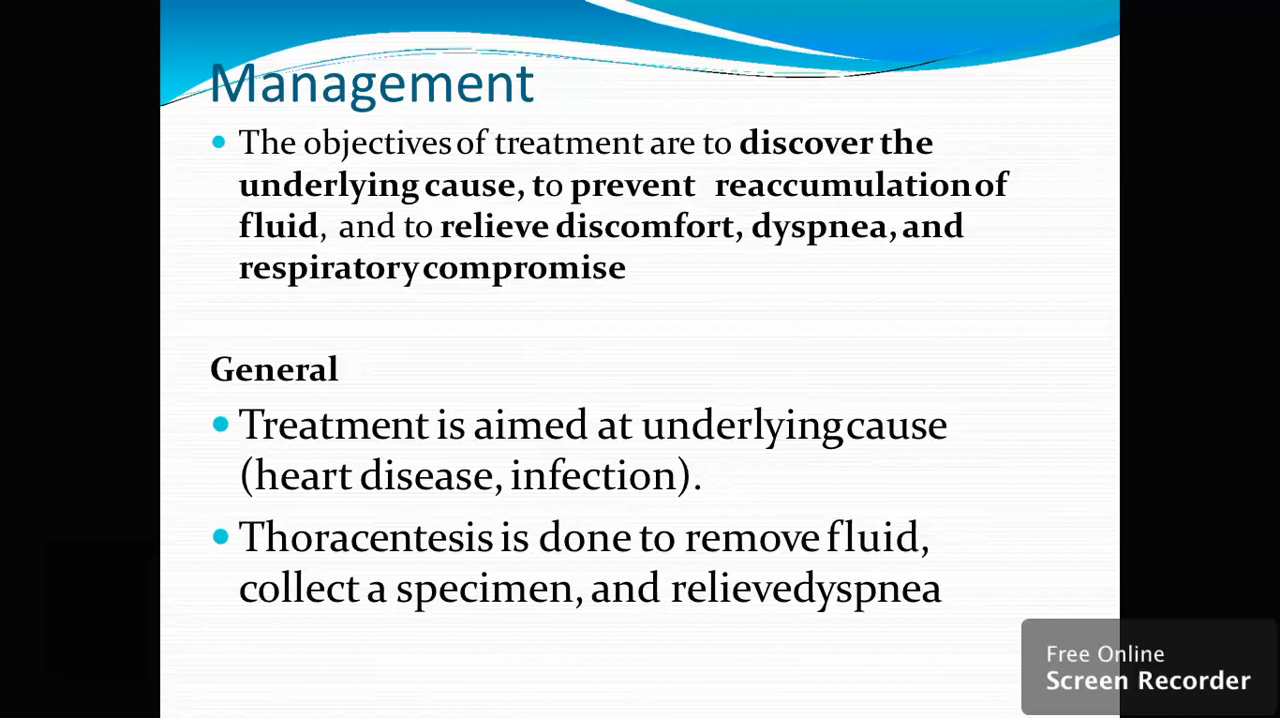 Management
• The objectives of treatment are to discover the
underlying cause, to prevent reaccumulation of
fluid, and to relieve discomfort, dyspnea, and
respiratory compromise
General
• Treatment is aimed at underlying cause
(heart disease, infection).
• Thoracentesis is done to remove fluid,
collect a specimen, and relieve dyspnea
Free Online
Screen Recorder